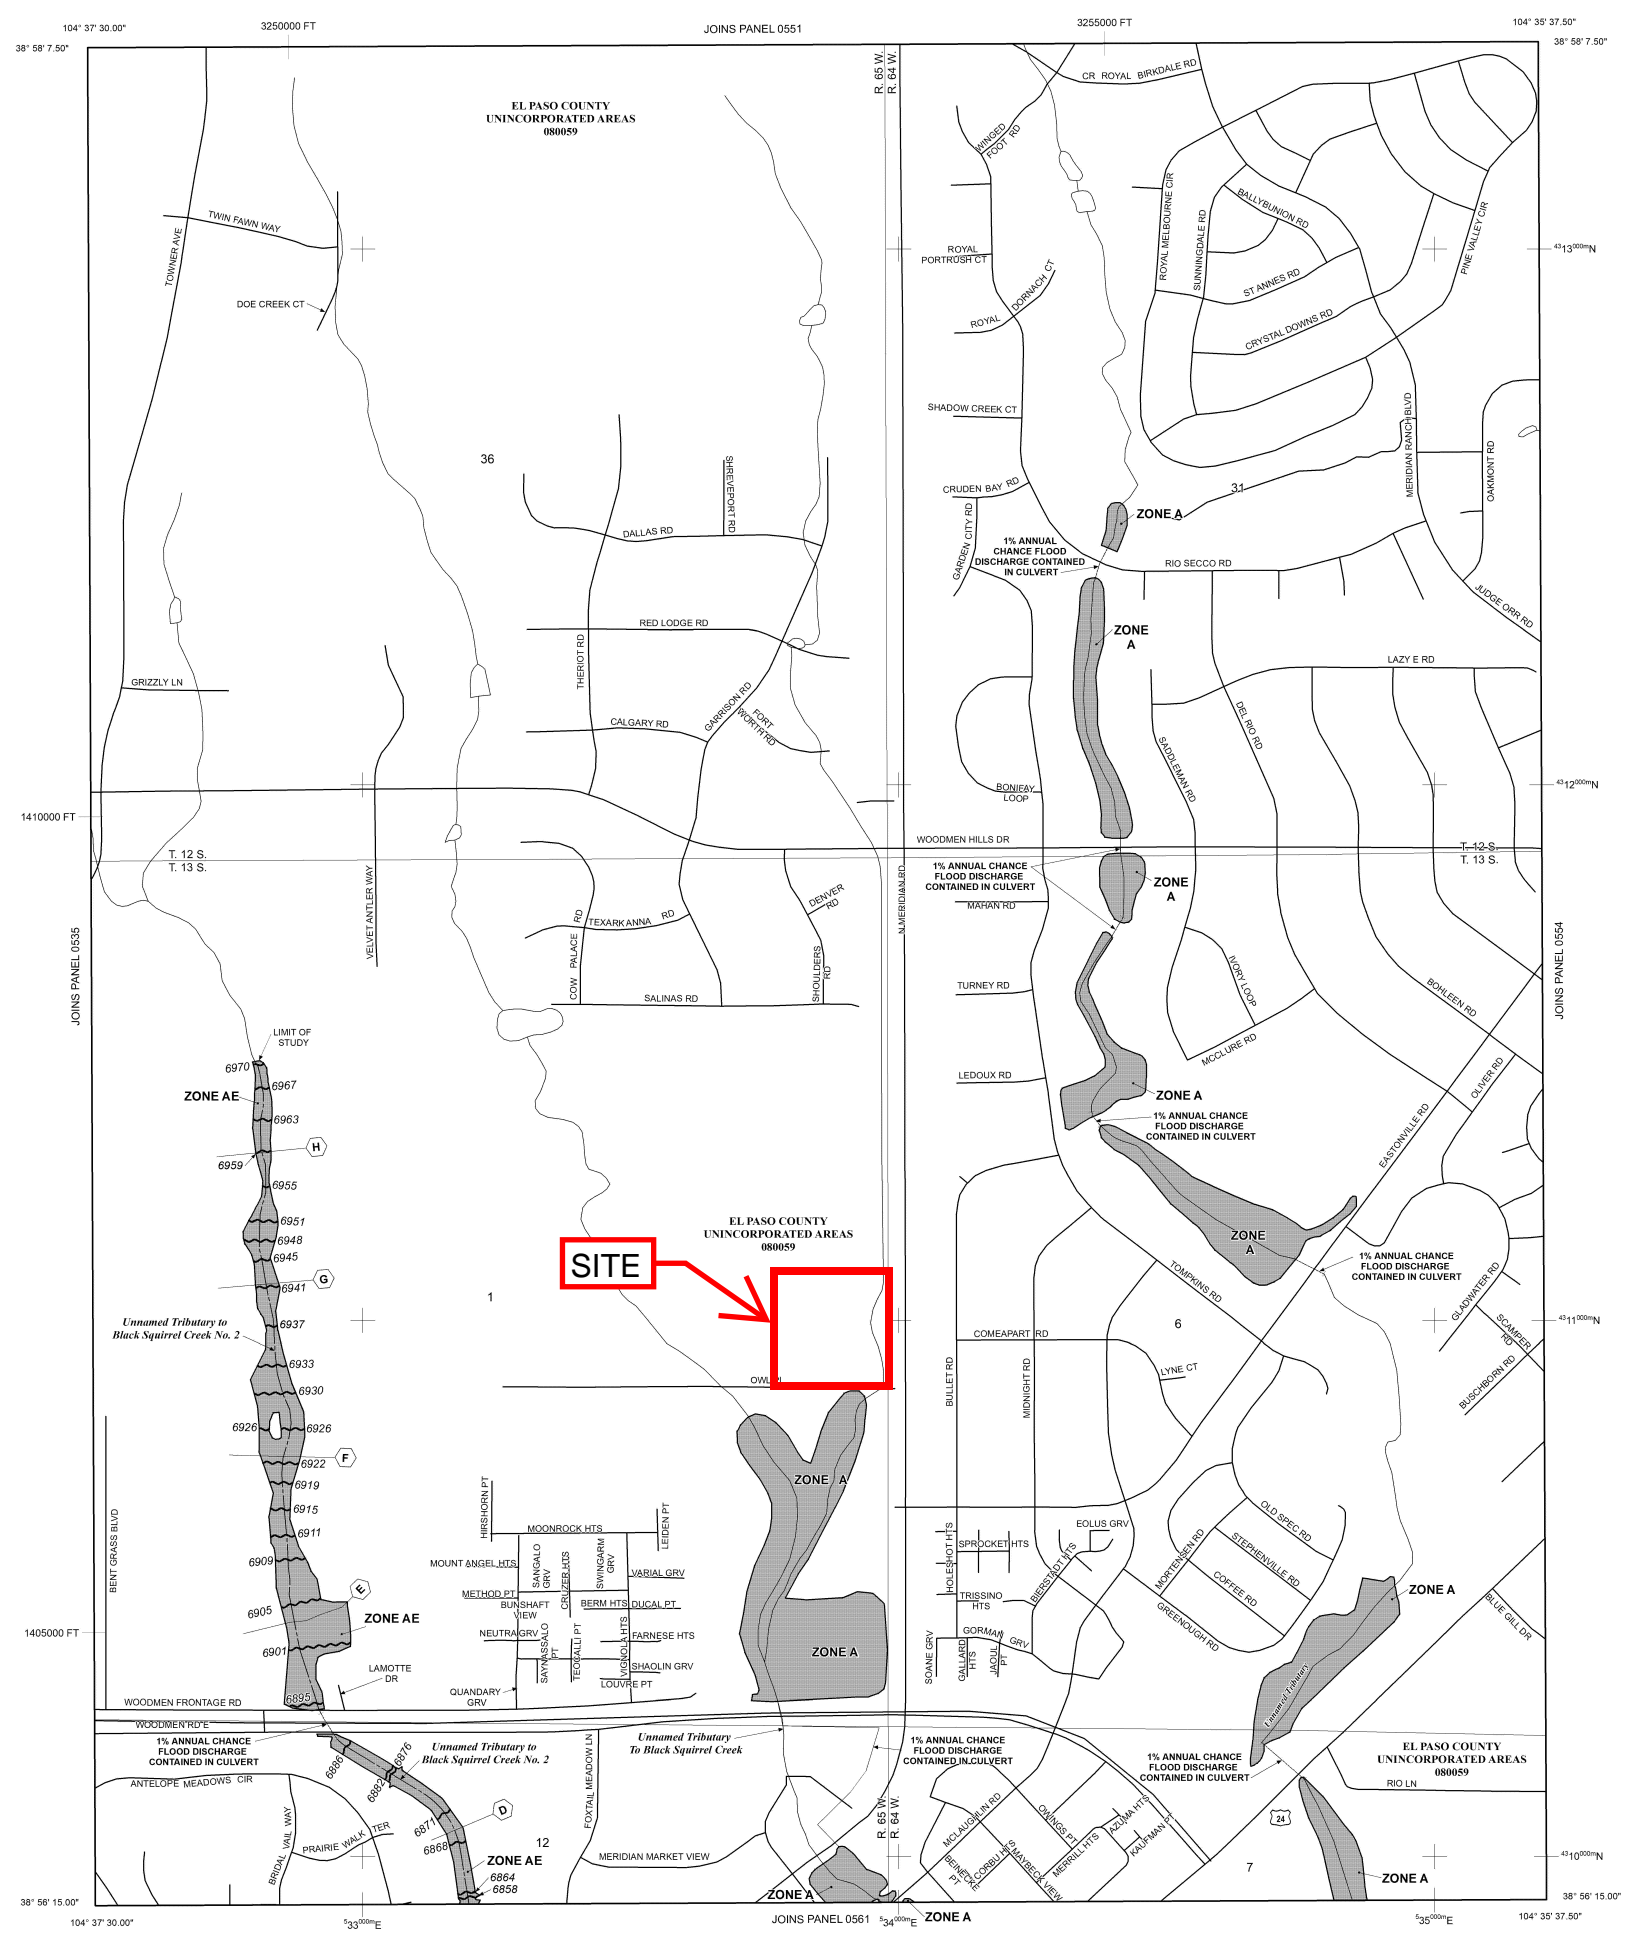 104° 37' 30.00"
3250000 FT
JOINS PANEL 0551
3255000 FT
104° 35' 37.50"
38° 58' 7.50"
38° 58' 7.50"
R. 65 W.
R. 64 W.
EL PASO COUNTY
UNINCORPORATED AREAS
080059
CR ROYAL BIRKDALE RD
WINGED
FOOT RD
TOWNER AVE
TWIN FAWN WAY
DOE CREEK CT
ROYAL
PORTRUSH CT
ROYAL DORNACH CT
ROYAL MELBOURNE CIR
SUNNINGDALE RD
BALLYBUNION RD
ST ANNES RD
CRYSTAL DOWNS RD
PINE VALLEY CIR
4313000mN
SHADOW CREEK CT
MERIDIAN RANCH BLVD
OAKMONT RD
36
31
SHREVEPORT RD
DALLAS RD
CRUDEN BAY RD
GARDEN CITY RD
ZONE A
1% ANNUAL
CHANCE FLOOD
DISCHARGE CONTAINED
IN CULVERT
RIO SECCO RD
JUDGE ORR RD
RED LODGE RD
THERIOT RD
ZONE
A
LAZY E RD
GRIZZLY LN
GARRISON RD
CALGARY RD
FORT
WORTH RD
DEL RIO RD
SADDLEMAN RD
BONIFAY
LOOP
4312000mN
1410000 FT
WOODMEN HILLS DR
T. 12 S.
T. 13 S.
T. 12 S.
T. 13 S.
1% ANNUAL CHANCE
FLOOD DISCHARGE
CONTAINED IN CULVERT
ZONE
A
MAHAN RD
N MERIDIAN RD
VELVET ANTLER WAY
COW PALACE RD
TEXARKANNA RD
DENVER
RD
SHOULDERS
RD
SALINAS RD
JOINS PANEL 0535
JOINS PANEL 0554
TURNEY RD
IVORY LOOP
BOHLEEN RD
MCCLURE RD
LEDOUX RD
OLIVER RD
EASTONVILLE RD
LIMIT OF
STUDY
6970
6967
ZONE AE
6963
H
6959
6955
6951
6948
6945
G
6941
6937
Unnamed Tributary to
Black Squirrel Creek No. 2
6933
6930
6926
6926
F
6922
6919
6915
6911
6909
E
6905
ZONE AE
6901
6895
ZONE A
1% ANNUAL CHANCE
FLOOD DISCHARGE
CONTAINED IN CULVERT
EL PASO COUNTY
UNINCORPORATED AREAS
080059
SITE
1
ZONE
A
1% ANNUAL CHANCE
FLOOD DISCHARGE
CONTAINED IN CULVERT
TOMPKINS RD
GLADWATER RD
SCAMPER
RD
BUSCHBORN RD
4311000mN
6
COMEAPART RD
LYNE CT
BULLET RD
MIDNIGHT RD
ZONE A
ZONE A
BENT GRASS BLVD
HIRSHORN PT
MOONROCK HTS
LEIDEN PT
MOUNT ANGEL HTS
SANGALO
GRV
CRUZER HTS
SWINGARM
GRV
VARIAL GRV
METHOD PT
BUNSHAFT
VIEW
BERM HTS
DUCAL PT
NEUTRA GRV
SAYNASSALO
PT
TEOCALLI PT
VIGNOLA HTS
FARNESE HTS
SHAOLIN GRV
LOUVRE PT
QUANDARY
GRV
EOLUS GRV
HOLESHOT HTS
SPROCKET HTS
TRISSINO
HTS
BIERSTADT HTS
GORMAN GRV
SOANE GRV
GALLARD
HTS
JAOUL
PT
MORTENSEN RD
OLD SPEC RD
STEPHENVILLE RD
COFFEE RD
GREENOUGH RD
ZONE A
BLUE GILL DR
Unnamed Tributary
1405000 FT
LAMOTTE
DR
WOODMEN FRONTAGE RD
WOODMEN RD E
1% ANNUAL CHANCE
FLOOD DISCHARGE
CONTAINED IN CULVERT
Unnamed Tributary to
Black Squirrel Creek No. 2
6886
6876
6882
6871
6868
D
Unnamed Tributary
To Black Squirrel Creek
1% ANNUAL CHANCE
FLOOD DISCHARGE
CONTAINED IN CULVERT
1% ANNUAL CHANCE
FLOOD DISCHARGE
CONTAINED IN CULVERT
EL PASO COUNTY
UNINCORPORATED AREAS
080059
RIO LN
ANTELOPE MEADOWS CIR
BRIDAL VAIL WAY
PRAIRIE WALK TER
FOXTAIL MEADOW LN
MERIDIAN MARKET VIEW
12
ZONE AE
6864
6858
R. 65 W.
R. 64 W.
MCLAUGHLIN RD
OWINGS PT
AZUMA HTS
KAUFMAN PT
MERRILL HTS
MAYBECK VIEW
24
7
ZONE A
ZONE A
ZONE A
4310000mN
38° 56' 15.00"
38° 56' 15.00"
104° 37' 30.00"
533000mE
JOINS PANEL 0561
534000mE
535000mE
104° 35' 37.50"